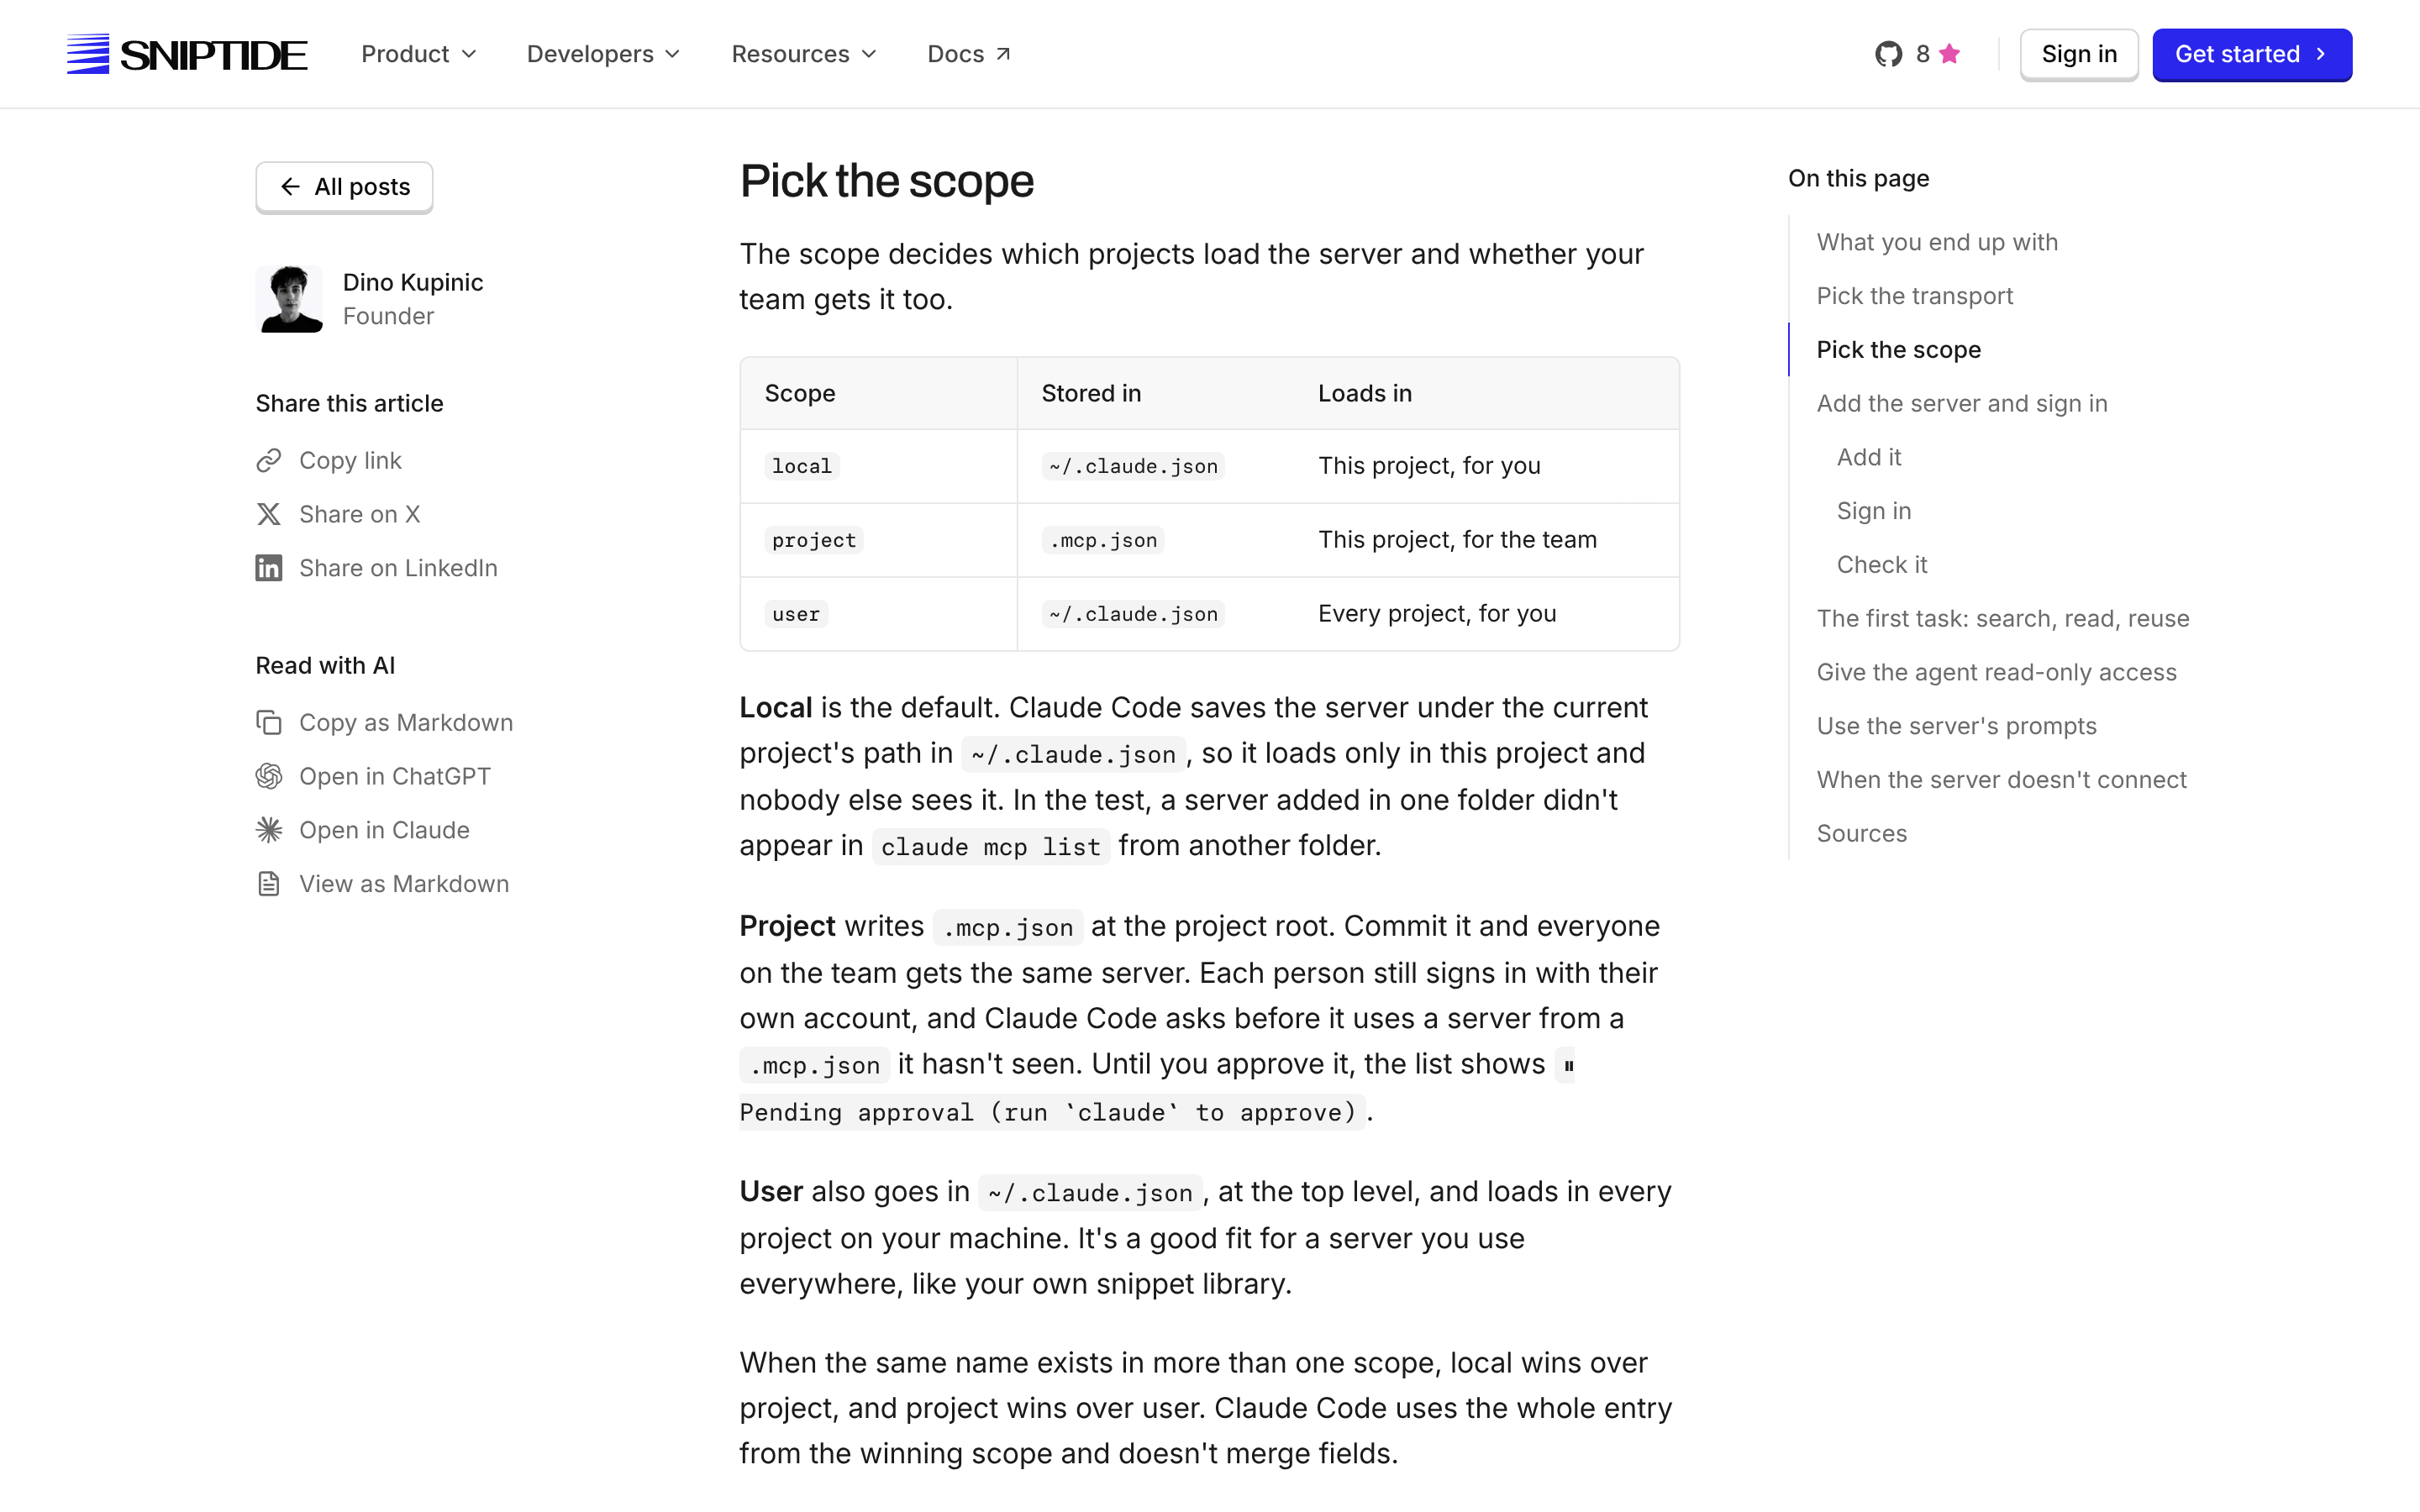 SNIPTIDE
Product
Developers
Resources
Docs
8
Sign in
Get started
All posts
Dino Kupinic
Founder
Share this article
Copy link
Share on X
Share on LinkedIn
Read with AI
Copy as Markdown
Open in ChatGPT
Open in Claude
View as Markdown
Pick the scope
The scope decides which projects load the server and whether your
team gets it too.
Scope Stored in Loads in
local ~/.claude.json This project, for you
project .mcp.json This project, for the team
user ~/.claude.json Every project, for you
Local is the default. Claude Code saves the server under the current
project's path in ~/.claude.json, so it loads only in this project and
nobody else sees it. In the test, a server added in one folder didn't
appear in claude mcp list from another folder.
Project writes .mcp.json at the project root. Commit it and everyone
on the team gets the same server. Each person still signs in with their
own account, and Claude Code asks before it uses a server from a
.mcp.json it hasn't seen. Until you approve it, the list shows ⏸
Pending approval (run `claude` to approve).
User also goes in ~/.claude.json, at the top level, and loads in every
project on your machine. It's a good fit for a server you use
everywhere, like your own snippet library.
When the same name exists in more than one scope, local wins over
project, and project wins over user. Claude Code uses the whole entry
from the winning scope and doesn't merge fields.
On this page
What you end up with
Pick the transport
Pick the scope
Add the server and sign in
Add it
Sign in
Check it
The first task: search, read, reuse
Give the agent read-only access
Use the server's prompts
When the server doesn't connect
Sources